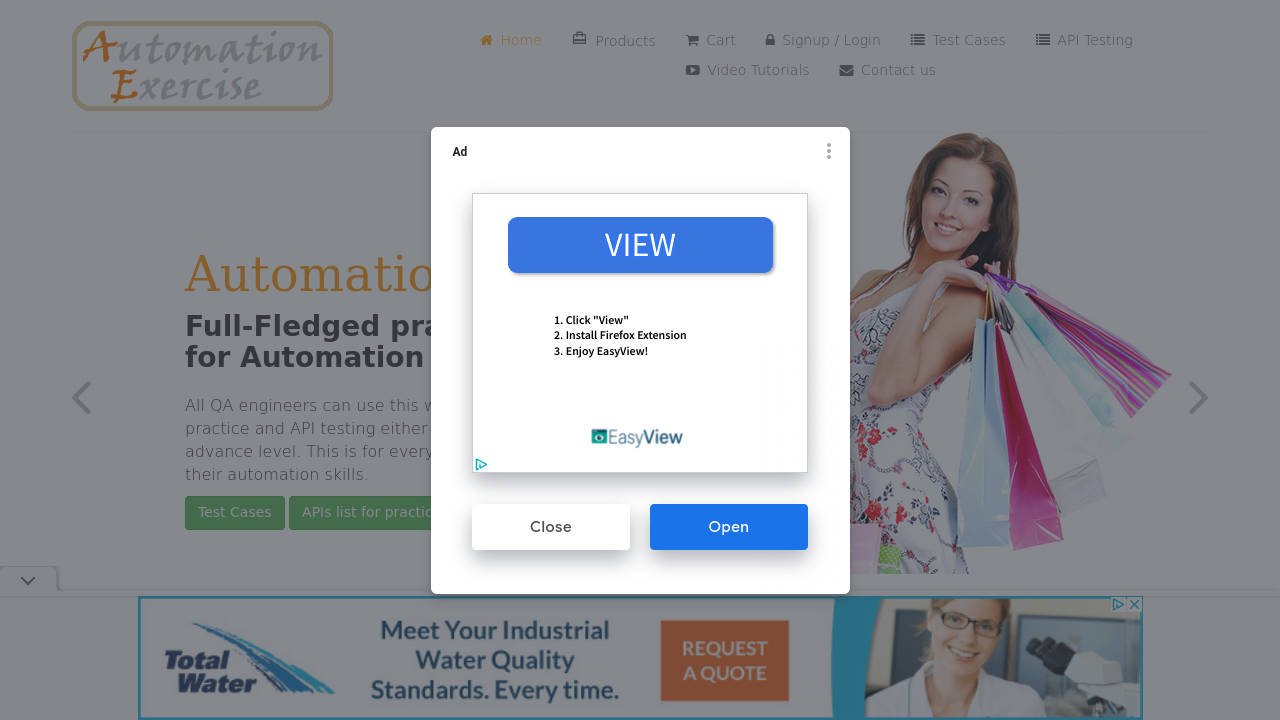 Automation
Exercise
Home
Products
Cart
Signup / Login
Test Cases
API Testing
Video Tutorials
Contact us
Ad
VIEW
1. Click "View"
2. Install Firefox Extension
3. Enjoy EasyView!
EasyView
Close
Open
Automatio
Full-Fledged pra
for Automation
All QA engineers can use this w
practice and API testing either
advance level. This is for every
their automation skills.
Test Cases
APIs list for practic
Total
Water
Meet Your Industrial
Water Quality
Standards. Every time.
REQUEST
A QUOTE